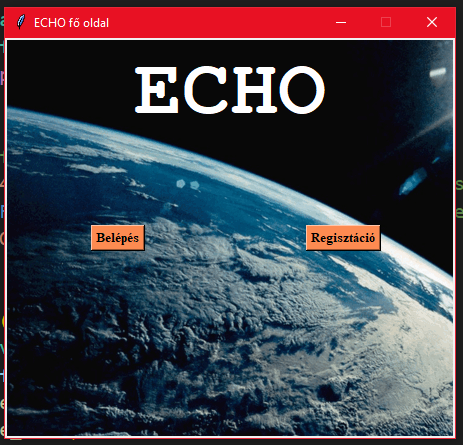 ECHO fő oldal
ECHO
Belépés
Regisztáció